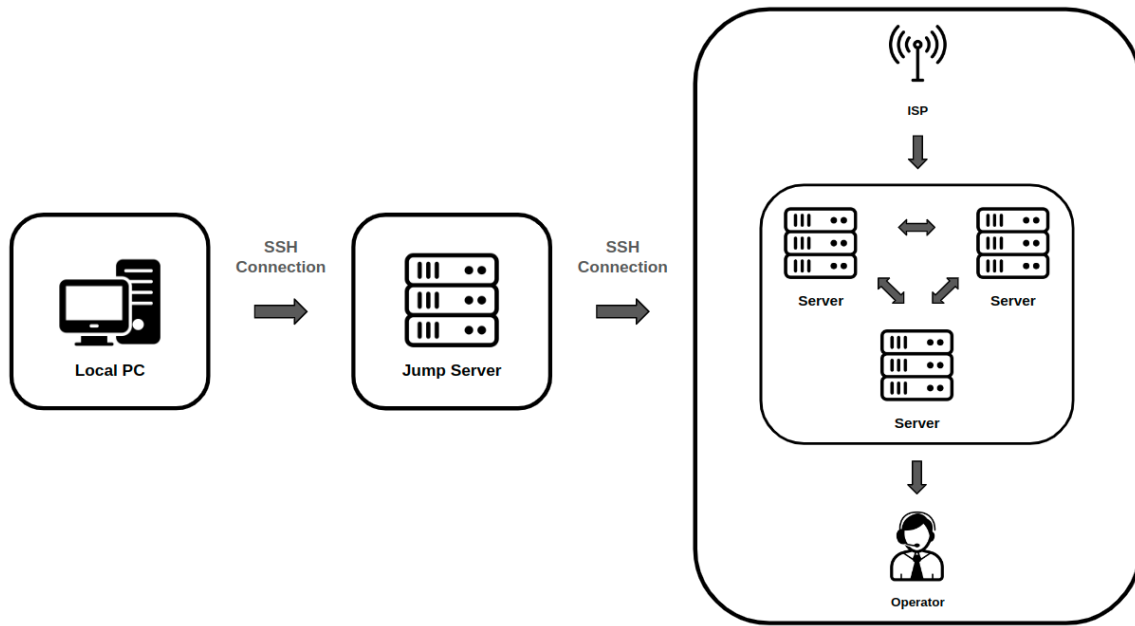 ISP
Server
Server
SSH
Connection
SSH
Connection
Local PC
Jump Server
Server
Operator